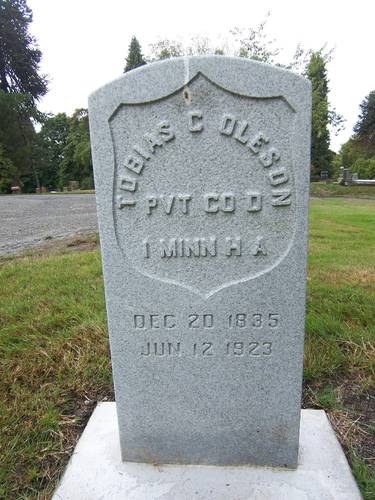 TOBIAS C OLESON
PVT CO D
1 MINN H A
DEC 20 1835
JUN 12 1923